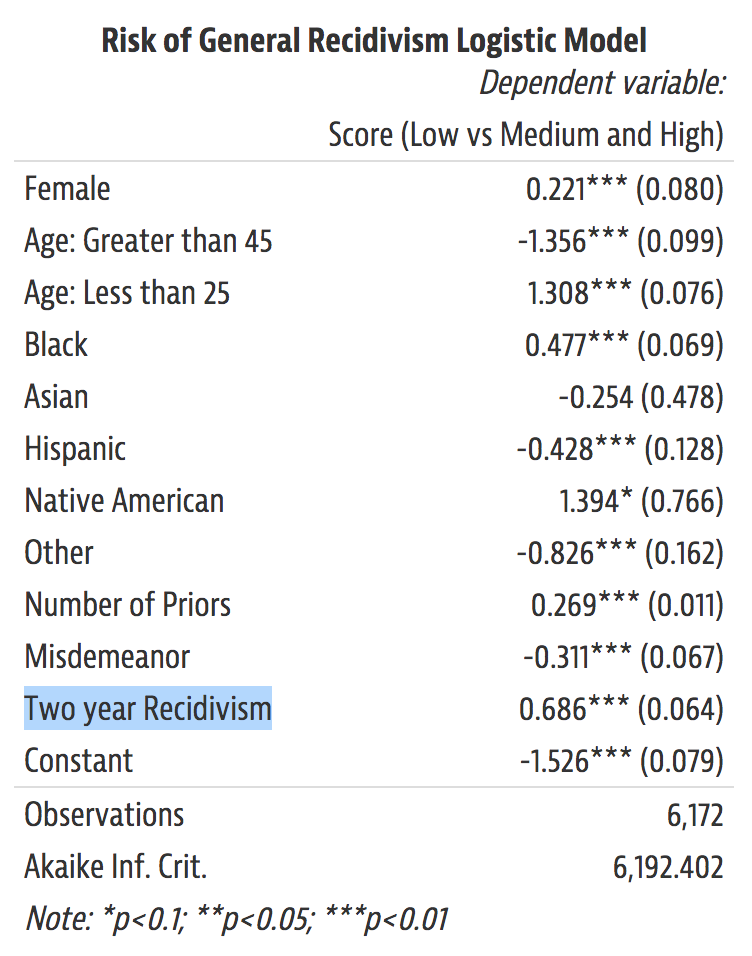 Risk of General Recidivism Logistic Model
Dependent variable:
Score (Low vs Medium and High)
Female 0.221*** (0.080)
Age: Greater than 45 -1.356*** (0.099)
Age: Less than 25 1.308*** (0.076)
Black 0.477*** (0.069)
Asian -0.254 (0.478)
Hispanic -0.428*** (0.128)
Native American 1.394* (0.766)
Other -0.826*** (0.162)
Number of Priors 0.269*** (0.011)
Misdemeanor -0.311*** (0.067)
Two year Recidivism 0.686*** (0.064)
Constant -1.526*** (0.079)
Observations 6,172
Akaike Inf. Crit. 6,192.402
Note: *p<0.1; **p<0.05; ***p<0.01